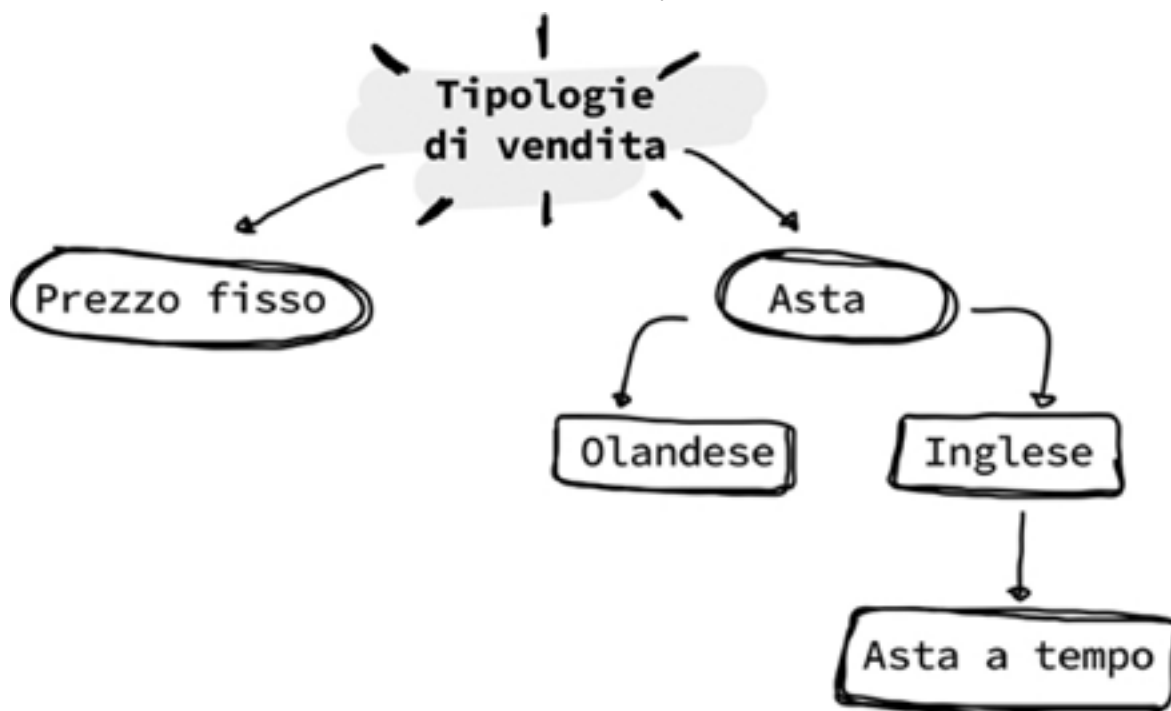 Tipologie
di vendita
Prezzo fisso
Asta
Olandese
Inglese
Asta a tempo